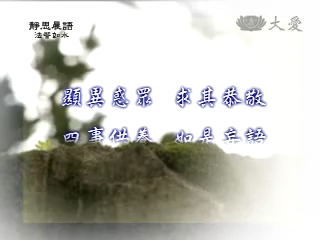 靜思晨語
法譬如水
大愛
顯異惑眾 求其恭敬
四事供養 如是妄語